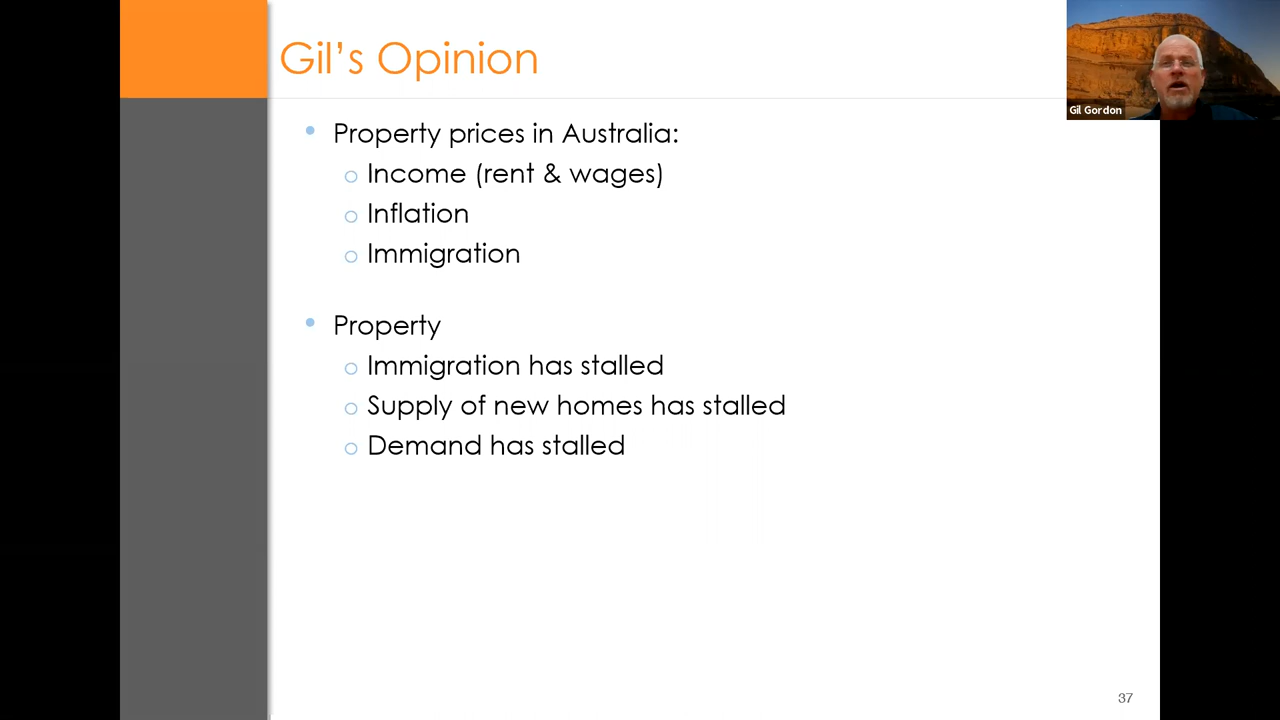 Gil's Opinion
Gil Gordon
• Property prices in Australia:
o Income (rent & wages)
o Inflation
o Immigration
• Property
o Immigration has stalled
o Supply of new homes has stalled
o Demand has stalled
37